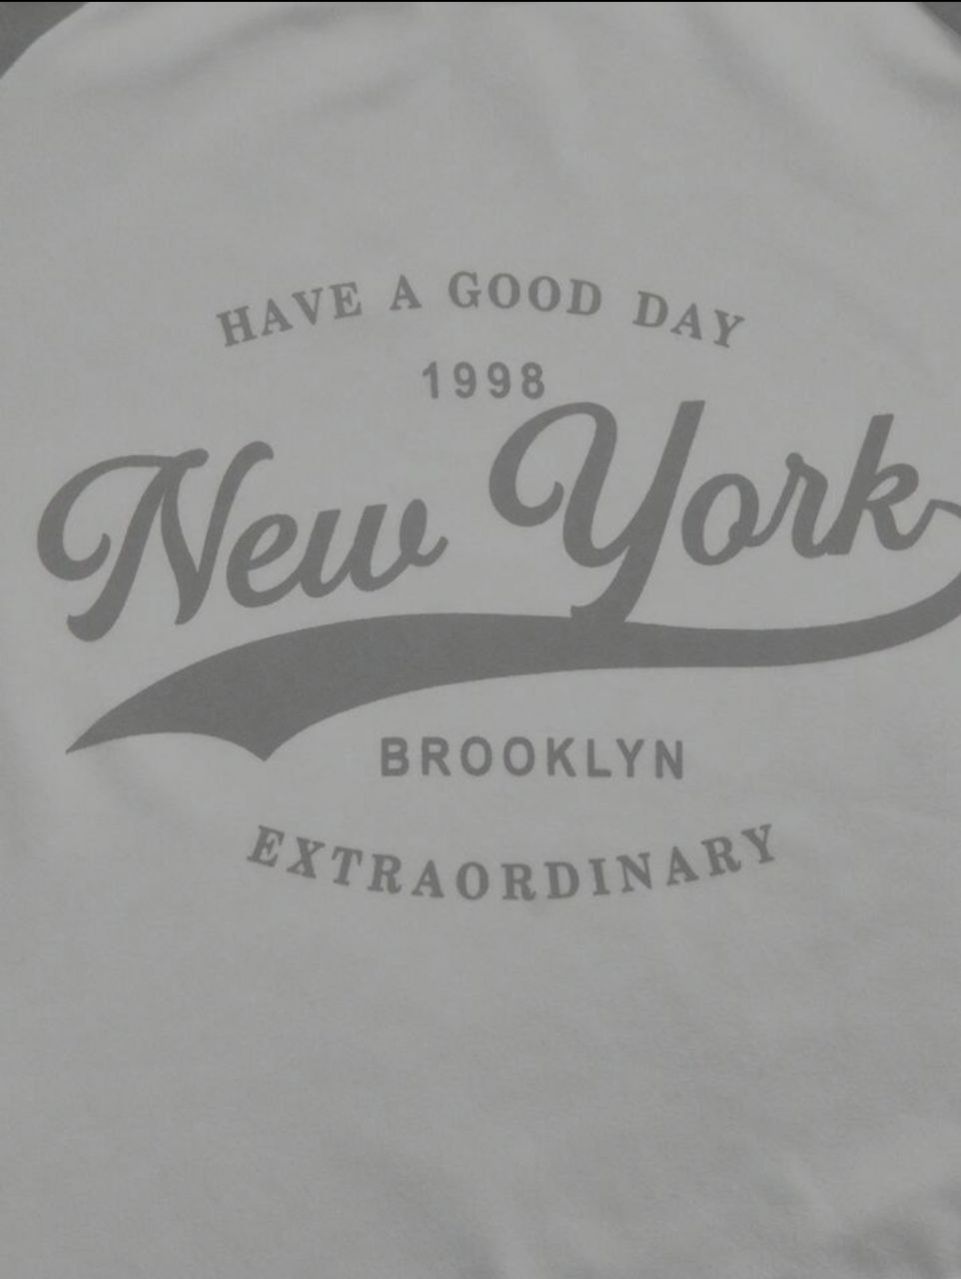 HAVE A GOOD DAY
1998
New York
BROOKLYN
EXTRAORDINARY